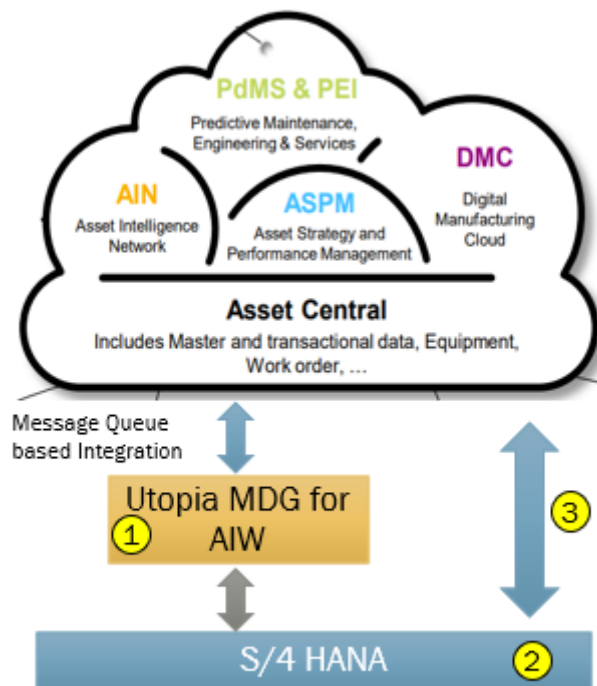 PdMS & PEI
Predictive Maintenance,
Engineering & Services
DMC
Digital
Manufacturing
Cloud
AIN
Asset Intelligence
Network
ASPM
Asset Strategy and
Performance Management
Asset Central
Includes Master and transactional data, Equipment,
Work order, ...
Message Queue
based Integration
Utopia MDG for
AIW
1
3
S/4 HANA
2